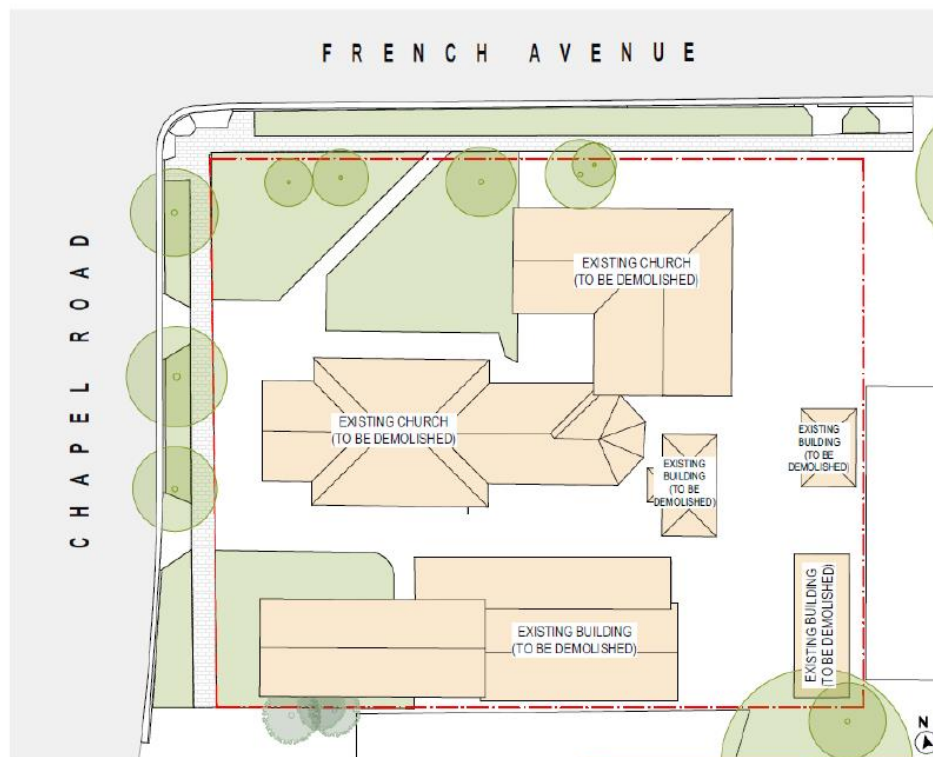 FRENCH AVENUE
CHAPEL ROAD
EXISTING CHURCH
(TO BE DEMOLISHED)
EXISTING CHURCH
(TO BE DEMOLISHED)
EXISTING
BUILDING
(TO BE
DEMOLISHED)
EXISTING
BUILDING
(TO BE
DEMOLISHED)
EXISTING BUILDING
(TO BE DEMOLISHED)
EXISTING BUILDING
(TO BE DEMOLISHED)
N